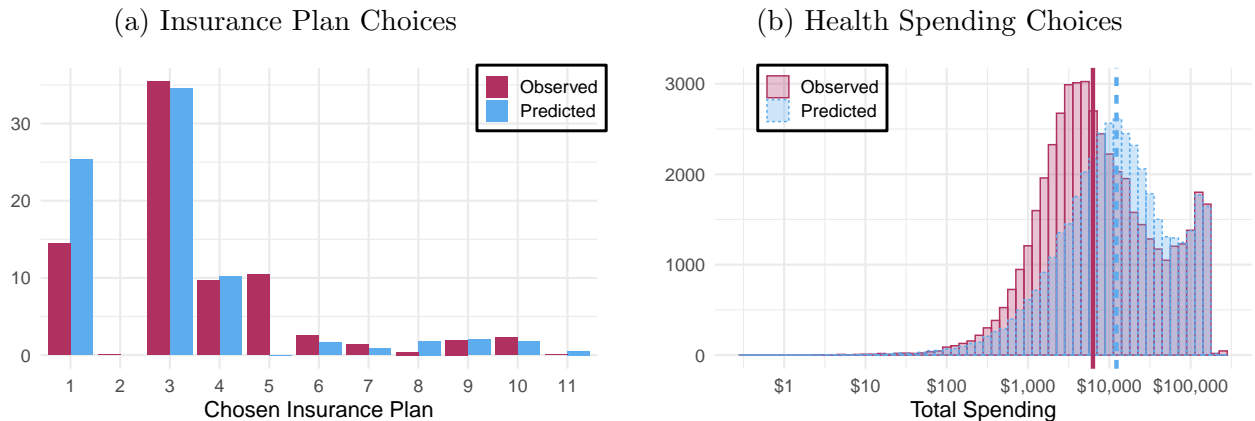 (a) Insurance Plan Choices
Observed
Predicted
30
20
10
0
1 2 3 4 5 6 7 8 9 10 11
Chosen Insurance Plan
(b) Health Spending Choices
Observed
Predicted
3000
2000
1000
0
$1 $10 $100 $1,000 $10,000 $100,000
Total Spending